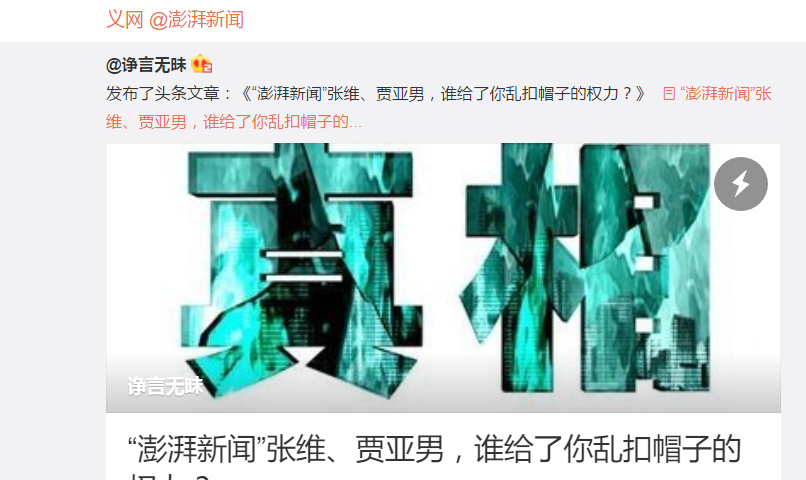 义网 @澎湃新闻
@诤言无昧
发布了头条文章：《“澎湃新闻”张维、贾亚男，谁给了你乱扣帽子的权力？》 “澎湃新闻”张
维、贾亚男，谁给了你乱扣帽子的...
真相
诤言无昧
“澎湃新闻”张维、贾亚男，谁给了你乱扣帽子的
权力？